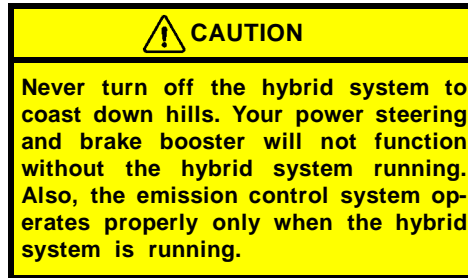 CAUTION
Never turn off the hybrid system to
coast down hills. Your power steering
and brake booster will not function
without the hybrid system running.
Also, the emission control system op-
erates properly only when the hybrid
system is running.